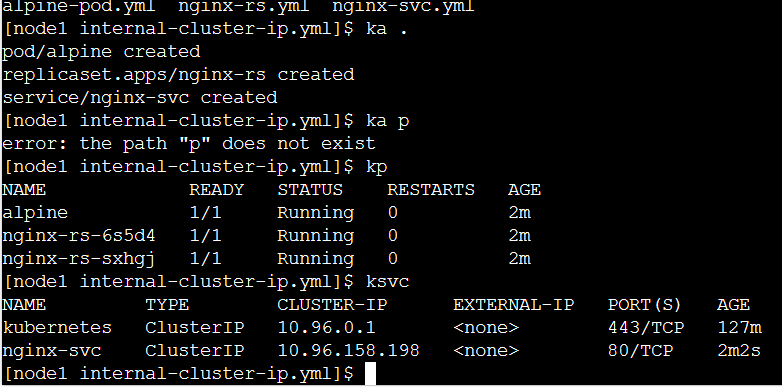 alpine-pod.yml  nginx-rs.yml  nginx-svc.yml
[node1 internal-cluster-ip.yml]$ ka .
pod/alpine created
replicaset.apps/nginx-rs created
service/nginx-svc created
[node1 internal-cluster-ip.yml]$ ka p
error: the path "p" does not exist
[node1 internal-cluster-ip.yml]$ kp
NAME             READY   STATUS    RESTARTS   AGE
alpine           1/1     Running   0          2m
nginx-rs-6s5d4   1/1     Running   0          2m
nginx-rs-sxhgj   1/1     Running   0          2m
[node1 internal-cluster-ip.yml]$ ksvc
NAME         TYPE        CLUSTER-IP      EXTERNAL-IP   PORT(S)   AGE
kubernetes   ClusterIP   10.96.0.1       <none>        443/TCP   127m
nginx-svc    ClusterIP   10.96.158.198   <none>        80/TCP    2m2s
[node1 internal-cluster-ip.yml]$